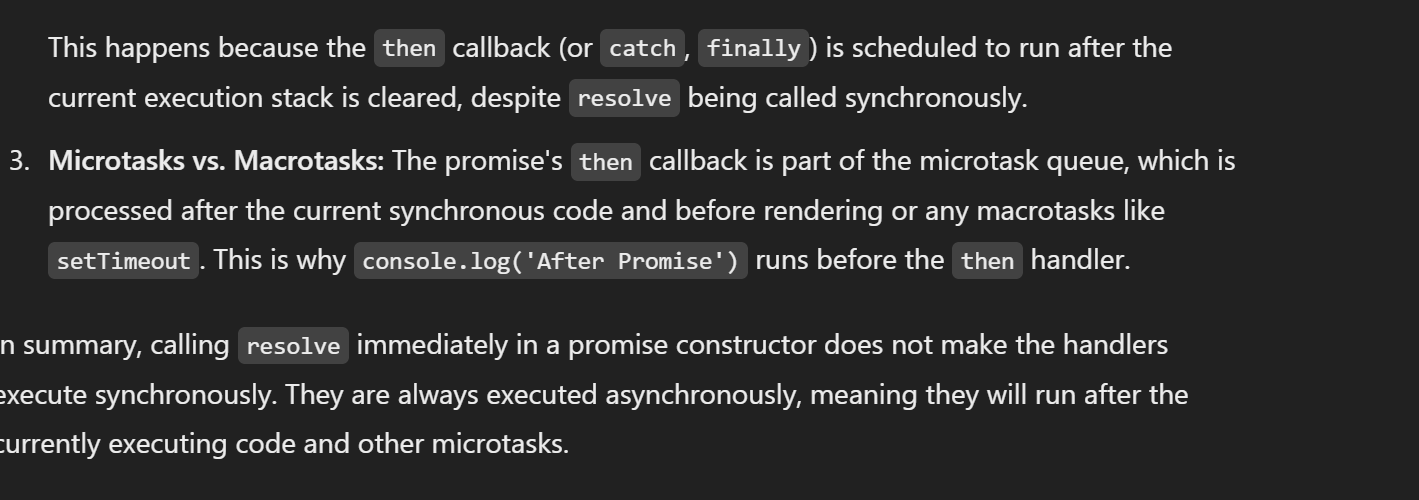 This happens because the then callback (or catch, finally) is scheduled to run after the
current execution stack is cleared, despite resolve being called synchronously.
3. Microtasks vs. Macrotasks: The promise's then callback is part of the microtask queue, which is
processed after the current synchronous code and before rendering or any macrotasks like
setTimeout. This is why console.log('After Promise') runs before the then handler.
n summary, calling resolve immediately in a promise constructor does not make the handlers
execute synchronously. They are always executed asynchronously, meaning they will run after the
currently executing code and other microtasks.